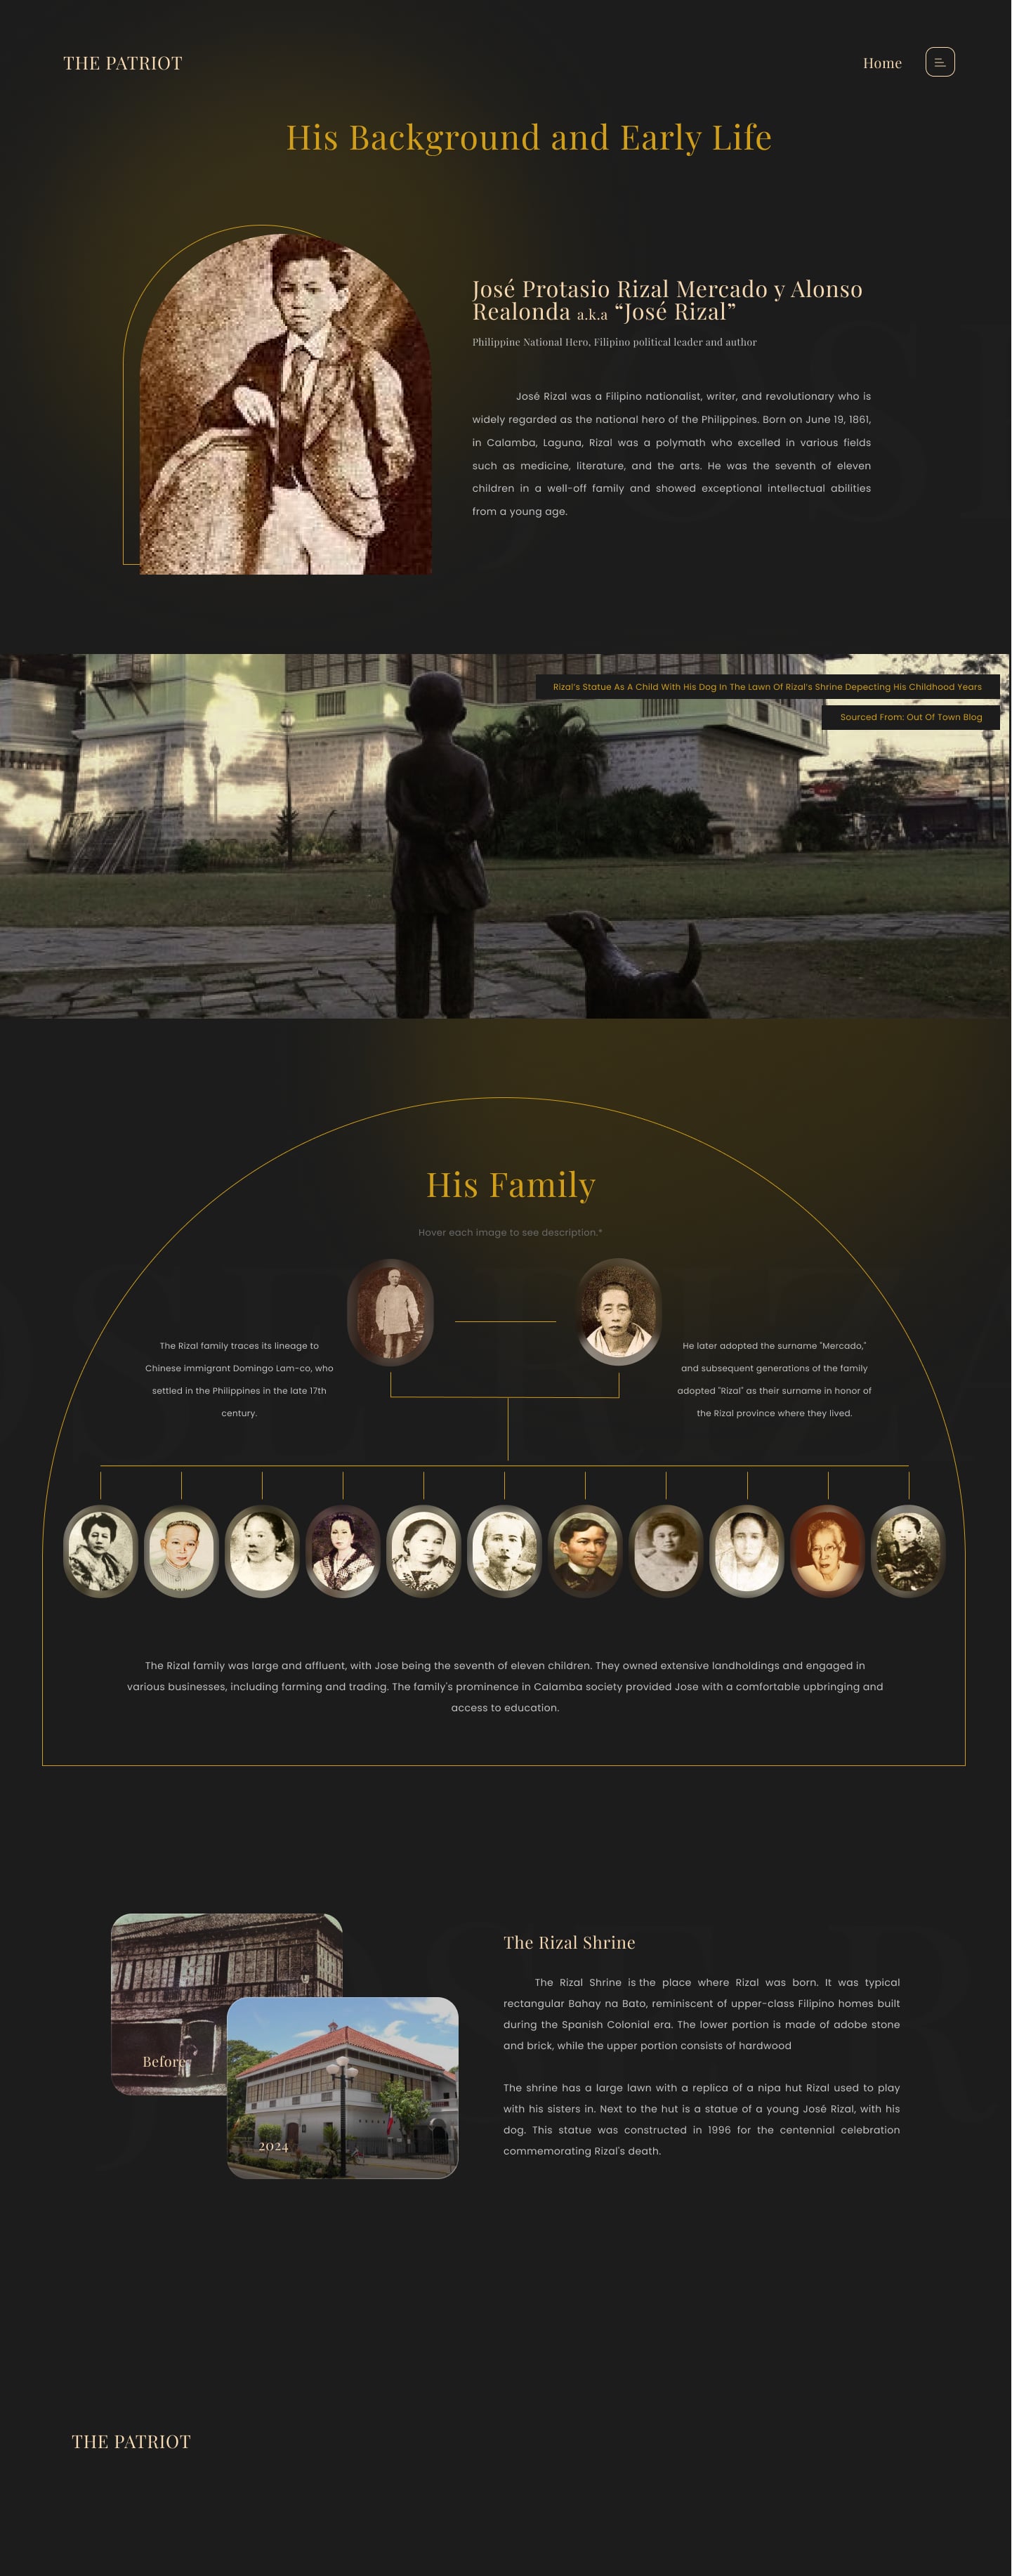 THE PATRIOT
Home
His Background and Early Life
José Protasio Rizal Mercado y Alonso
Realonda a.k.a “José Rizal”
Philippine National Hero, Filipino political leader and author
José Rizal was a Filipino nationalist, writer, and revolutionary who is
widely regarded as the national hero of the Philippines. Born on June 19, 1861,
in Calamba, Laguna, Rizal was a polymath who excelled in various fields
such as medicine, literature, and the arts. He was the seventh of eleven
children in a well-off family and showed exceptional intellectual abilities
from a young age.
Rizal's Statue As A Child With His Dog In The Lawn Of Rizal's Shrine Depecting His Childhood Years
Sourced From: Out Of Town Blog
His Family
Hover each image to see description.*
The Rizal family traces its lineage to
Chinese immigrant Domingo Lam-co, who
settled in the Philippines in the late 17th
century.
He later adopted the surname "Mercado,"
and subsequent generations of the family
adopted "Rizal" as their surname in honor of
the Rizal province where they lived.
The Rizal family was large and affluent, with Jose being the seventh of eleven children. They owned extensive landholdings and engaged in
various businesses, including farming and trading. The family's prominence in Calamba society provided Jose with a comfortable upbringing and
access to education.
Before
2024
The Rizal Shrine
The Rizal Shrine is the place where Rizal was born. It was typical
rectangular Bahay na Bato, reminiscent of upper-class Filipino homes built
during the Spanish Colonial era. The lower portion is made of adobe stone
and brick, while the upper portion consists of hardwood
The shrine has a large lawn with a replica of a nipa hut Rizal used to play
with his sisters in. Next to the hut is a statue of a young José Rizal, with his
dog. This statue was constructed in 1996 for the centennial celebration
commemorating Rizal's death.
THE PATRIOT